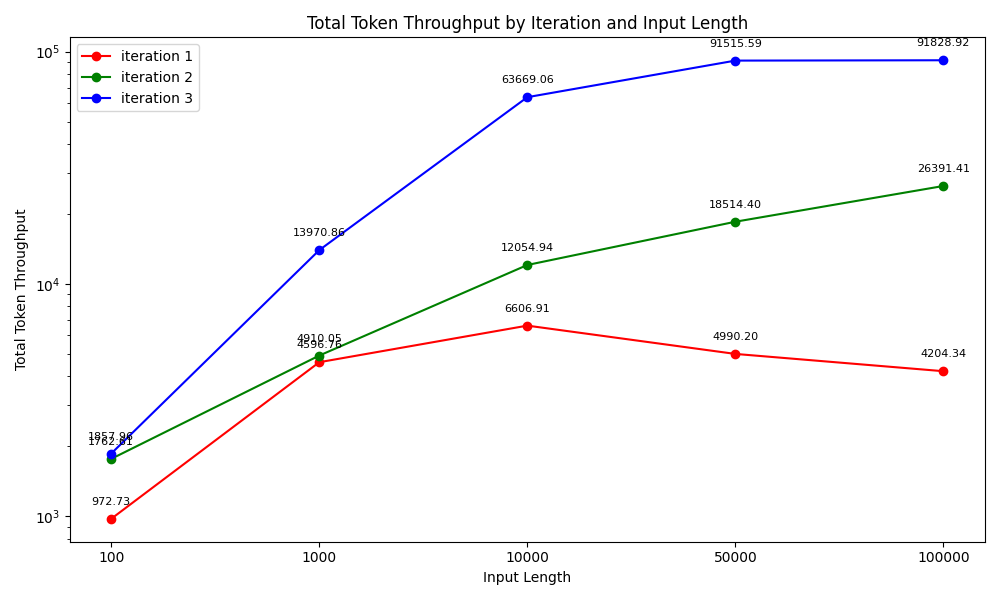 Total Token Throughput by Iteration and Input Length
iteration 1
iteration 2
iteration 3
Total Token Throughput
10^5
10^4
10^3
91515.59
91828.92
63669.06
26391.41
18514.40
13970.86
12054.94
6606.91
4990.20
4910.05
4596.76
4204.34
1857.96
1762.61
972.73
100 1000 10000 50000 100000
Input Length